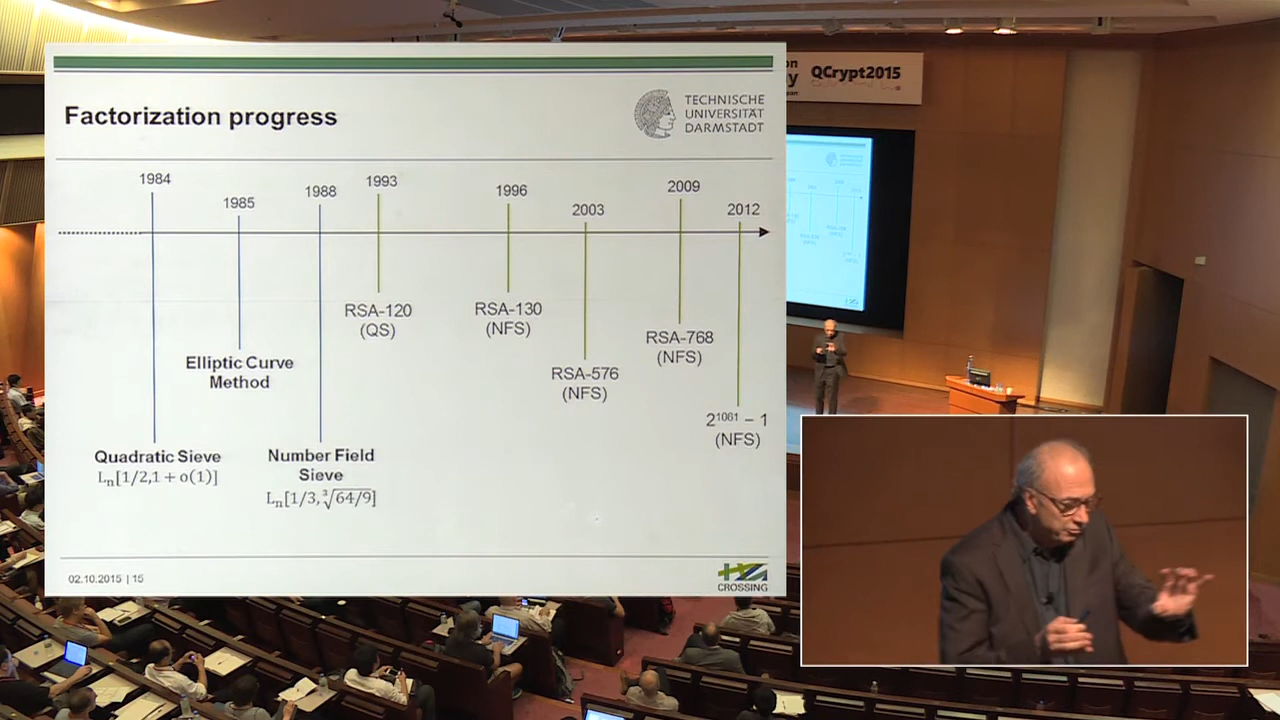 Factorization progress
TECHNISCHE
UNIVERSITÄT
DARMSTADT
1984
1985
1988
1993
1996
2003
2009
2012
RSA-120
(QS)
RSA-130
(NFS)
RSA-768
(NFS)
Elliptic Curve
Method
RSA-576
(NFS)
2¹⁰⁶¹ − 1
(NFS)
Quadratic Sieve
Lₙ[1/2,1 + o(1)]
Number Field
Sieve
Lₙ[1/3,∛64/9]
02.10.2015 | 15
CROSSING
QCrypt2015